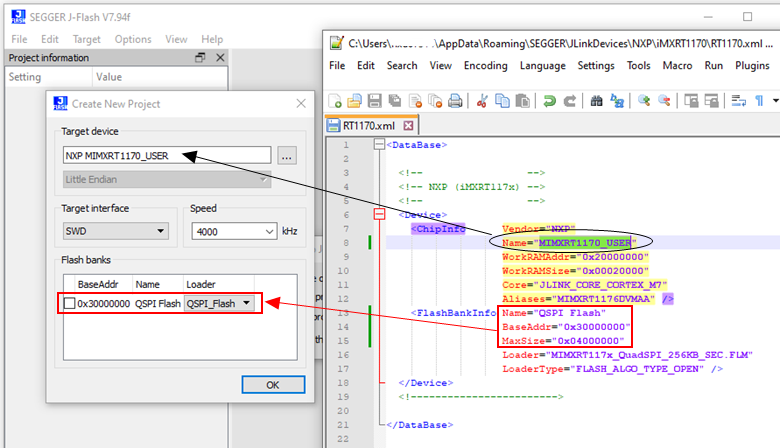 SEGGER J-Flash V7.94f
File Edit Target Options View Help
Project information
Setting Value
Create New Project
Target device
NXP MIMXRT1170_USER
...
Little Endian
Target interface
Speed
SWD
4000
kHz
Flash banks
BaseAddr Name Loader
0x30000000 QSPI Flash QSPI_Flash
OK
C:\Users\ \AppData\Roaming\SEGGER\JLinkDevices\NXP\iMXRT1170\RT1170.xml ...
File Edit Search View Encoding Language Settings Tools Macro Run Plugins
RT1170.xml
1 <DataBase>
2
3 <!-- -->
4 <!-- NXP (iMXRT117x) -->
5 <!-- -->
6 <Device>
7 <ChipInfo Vendor="NXP"
8 Name="MIMXRT1170_USER"
9 WorkRAMAddr="0x20000000"
10 WorkRAMSize="0x00020000"
11 Core="JLINK_CORE_CORTEX_M7"
12 Aliases="MIMXRT1176DVMAA" />
13 <FlashBankInfo Name="QSPI Flash"
14 BaseAddr="0x30000000"
15 MaxSize="0x04000000"
16 Loader="MIMXRT117x_QuadSPI_256KB_SEC.FLM"
17 LoaderType="FLASH_ALGO_TYPE_OPEN" />
18 </Device>
19 <!------------------------->
20
21 </DataBase>
22